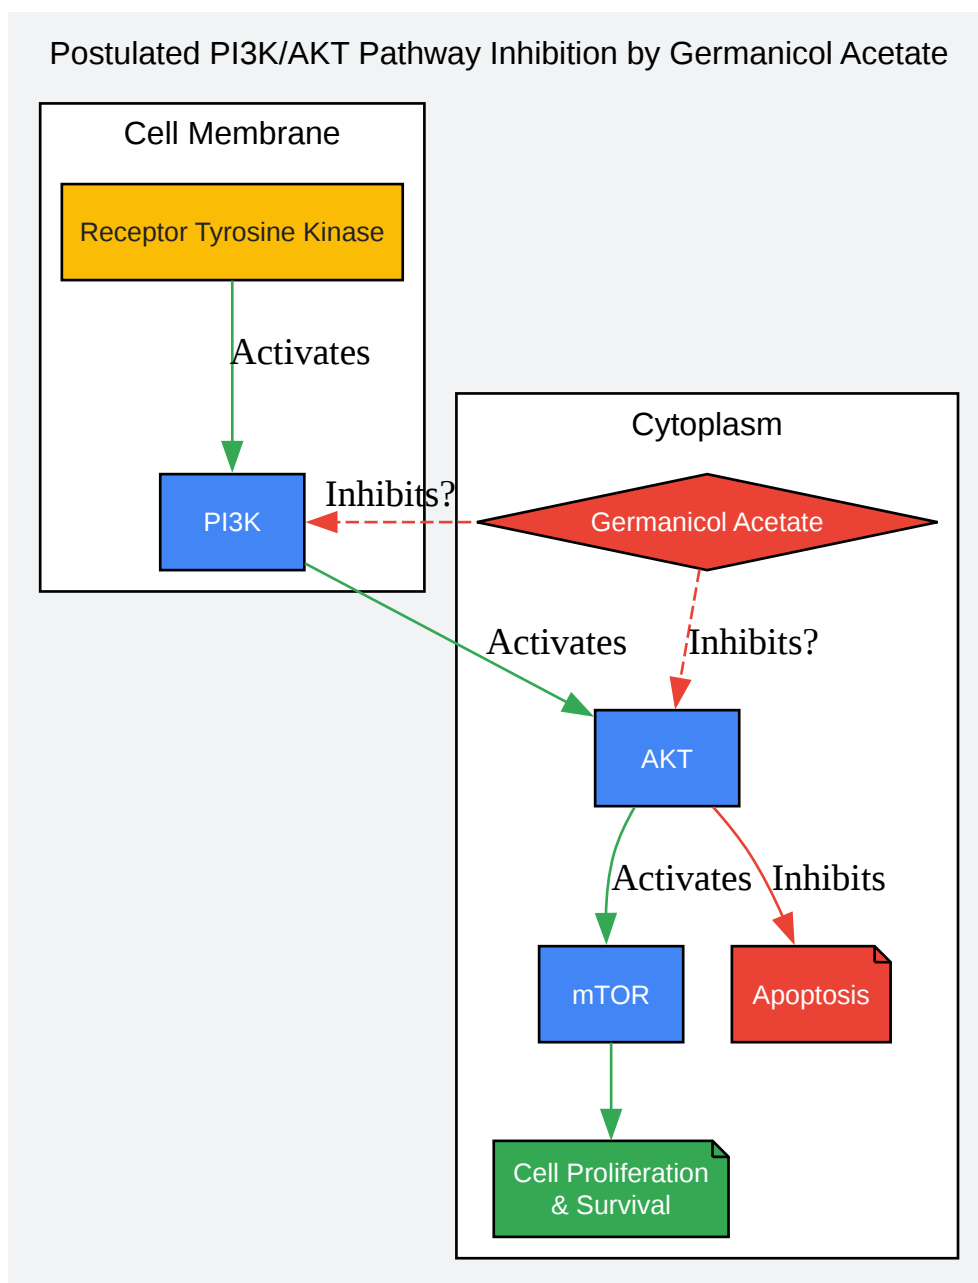 Postulated PI3K/AKT Pathway Inhibition by Germanicol Acetate
Cell Membrane
Receptor Tyrosine Kinase
Activates
Cytoplasm
Inhibits?
PI3K
Germanicol Acetate
Activates
Inhibits?
AKT
Activates
Inhibits
mTOR
Apoptosis
Cell Proliferation
& Survival